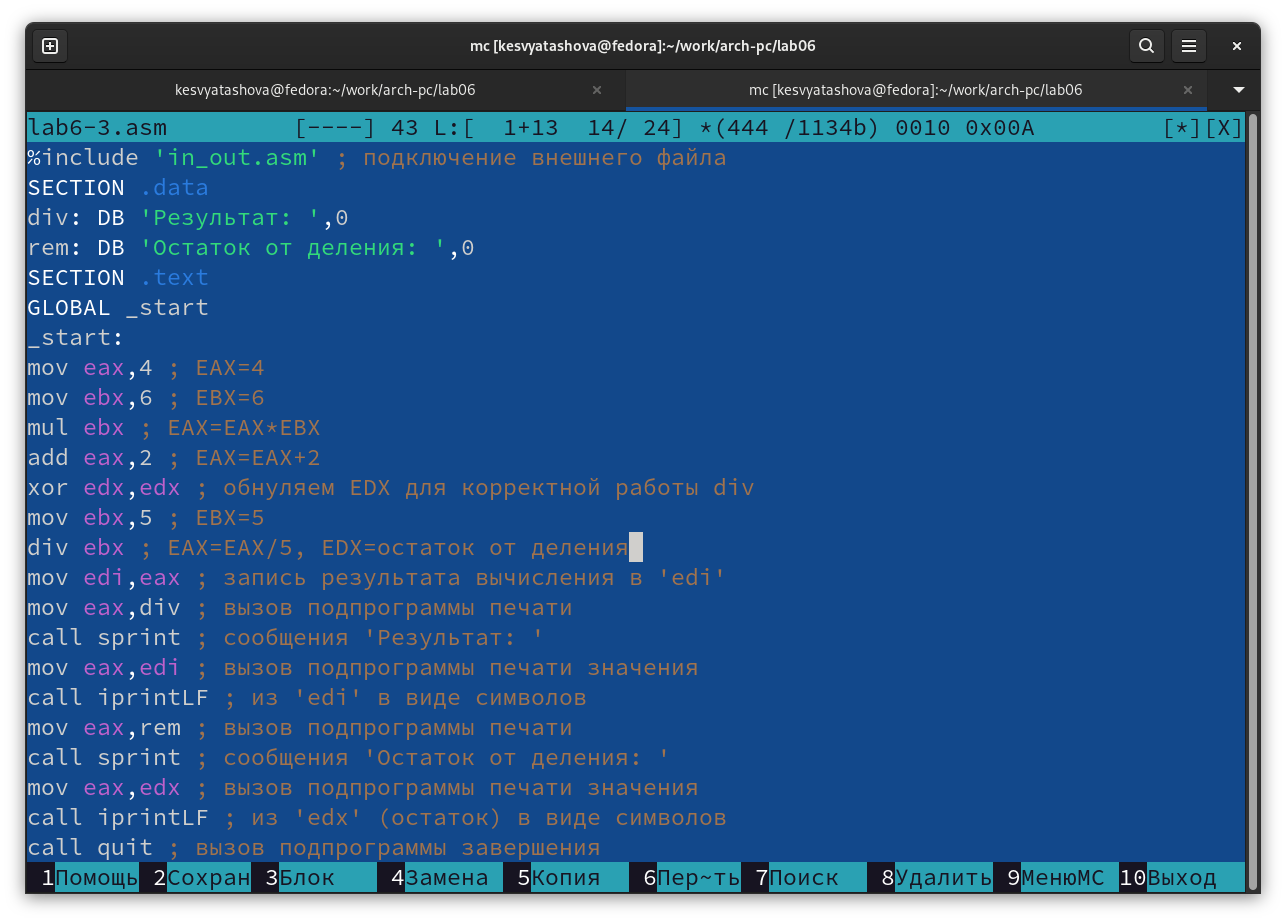 mc [kesvyatashova@fedora]:~/work/arch-pc/lab06
kesvyatashova@fedora:~/work/arch-pc/lab06
mc [kesvyatashova@fedora]:~/work/arch-pc/lab06
lab6-3.asm [----] 43 L:[ 1+13 14/ 24] *(444 /1134b) 0010 0x00A [*][X]
%include 'in_out.asm' ; подключение внешнего файла
SECTION .data
div: DB 'Результат: ',0
rem: DB 'Остаток от деления: ',0
SECTION .text
GLOBAL _start
_start:
mov eax,4 ; EAX=4
mov ebx,6 ; EBX=6
mul ebx ; EAX=EAX*EBX
add eax,2 ; EAX=EAX+2
xor edx,edx ; обнуляем EDX для корректной работы div
mov ebx,5 ; EBX=5
div ebx ; EAX=EAX/5, EDX=остаток от деления
mov edi,eax ; запись результата вычисления в 'edi'
mov eax,div ; вызов подпрограммы печати
call sprint ; сообщения 'Результат: '
mov eax,edi ; вызов подпрограммы печати значения
call iprintLF ; из 'edi' в виде символов
mov eax,rem ; вызов подпрограммы печати
call sprint ; сообщения 'Остаток от деления: '
mov eax,edx ; вызов подпрограммы печати значения
call iprintLF ; из 'edx' (остаток) в виде символов
call quit ; вызов подпрограммы завершения
1Помощь 2Сохран 3Блок 4Замена 5Копия 6Пер~ть 7Поиск 8Удалить 9МенюMC 10Выход